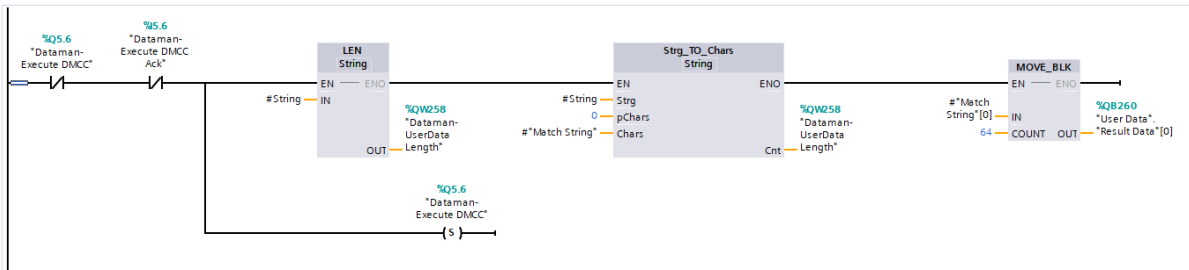 %Q5.6
"Dataman-
Execute DMCC"
%I5.6
"Dataman-
Execute DMCC
Ack"
LEN
String
EN
ENO
#String
IN
OUT
%QW258
"Dataman-
UserData
Length"
Strg_TO_Chars
String
EN
ENO
#String
Strg
0
pChars
#"Match String"
Chars
Cnt
%QW258
"Dataman-
UserData
Length"
MOVE_BLK
EN
ENO
#"Match
String"[0]
IN
64
COUNT
OUT
%QB260
"User Data".
"Result Data"[0]
%Q5.6
"Dataman-
Execute DMCC"
S